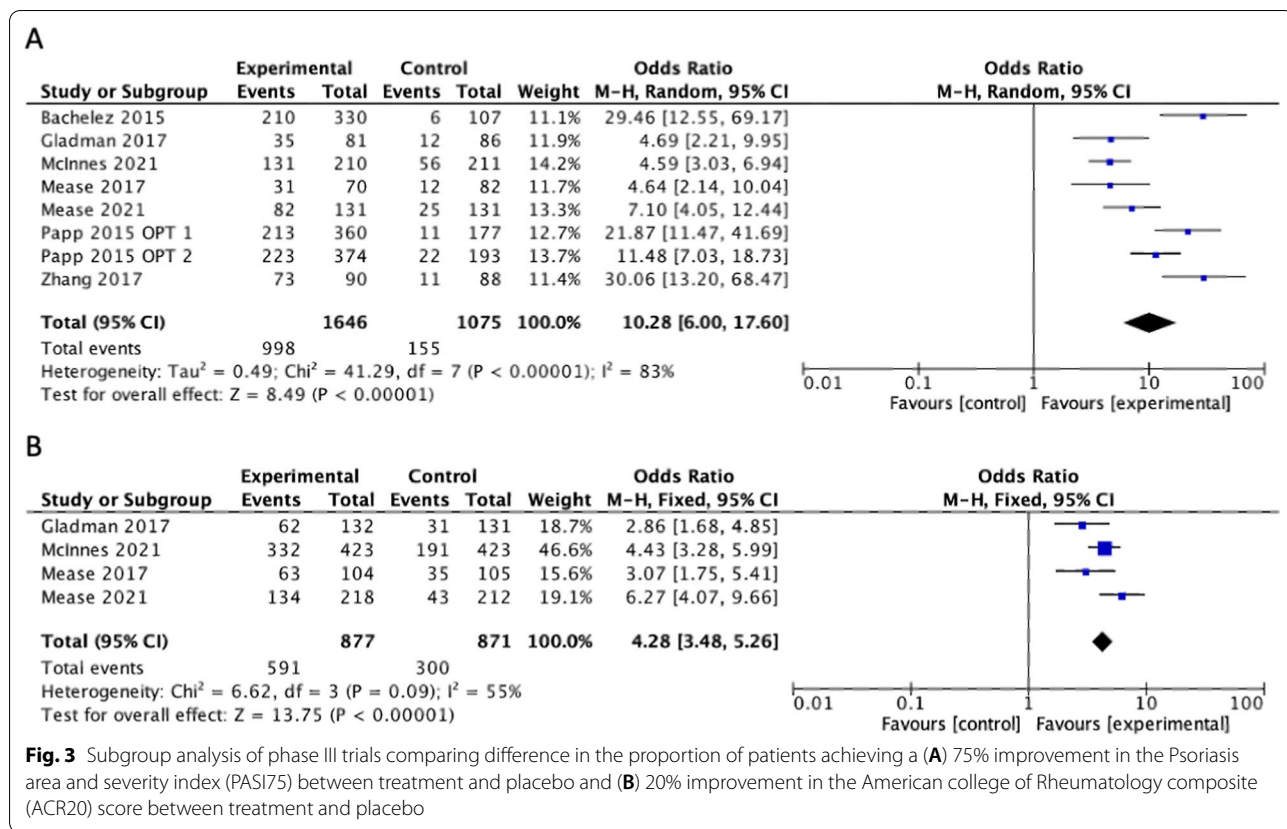 A
Experimental Control Odds Ratio Odds Ratio
Study or Subgroup Events Total Events Total Weight M-H, Random, 95% CI M-H, Random, 95% CI
Bachelez 2015 210 330 6 107 11.1% 29.46 [12.55, 69.17]
Gladman 2017 35 81 12 86 11.9% 4.69 [2.21, 9.95]
McInnes 2021 131 210 56 211 14.2% 4.59 [3.03, 6.94]
Mease 2017 31 70 12 82 11.7% 4.64 [2.14, 10.04]
Mease 2021 82 131 25 131 13.3% 7.10 [4.05, 12.44]
Papp 2015 OPT 1 213 360 11 177 12.7% 21.87 [11.47, 41.69]
Papp 2015 OPT 2 223 374 22 193 13.7% 11.48 [7.03, 18.73]
Zhang 2017 73 90 11 88 11.4% 30.06 [13.20, 68.47]
Total (95% CI) 1646 1075 100.0% 10.28 [6.00, 17.60]
Total events 998 155
Heterogeneity: Tau² = 0.49; Chi² = 41.29, df = 7 (P < 0.00001); I² = 83%
Test for overall effect: Z = 8.49 (P < 0.00001)
0.01 0.1 1 10 100
Favours [control] Favours [experimental]
B
Experimental Control Odds Ratio Odds Ratio
Study or Subgroup Events Total Events Total Weight M-H, Fixed, 95% CI M-H, Fixed, 95% CI
Gladman 2017 62 132 31 131 18.7% 2.86 [1.68, 4.85]
McInnes 2021 332 423 191 423 46.6% 4.43 [3.28, 5.99]
Mease 2017 63 104 35 105 15.6% 3.07 [1.75, 5.41]
Mease 2021 134 218 43 212 19.1% 6.27 [4.07, 9.66]
Total (95% CI) 877 871 100.0% 4.28 [3.48, 5.26]
Total events 591 300
Heterogeneity: Chi² = 6.62, df = 3 (P = 0.09); I² = 55%
Test for overall effect: Z = 13.75 (P < 0.00001)
0.01 0.1 1 10 100
Favours [control] Favours [experimental]
Fig. 3 Subgroup analysis of phase III trials comparing difference in the proportion of patients achieving a (A) 75% improvement in the Psoriasis
area and severity index (PASI75) between treatment and placebo and (B) 20% improvement in the American college of Rheumatology composite
(ACR20) score between treatment and placebo